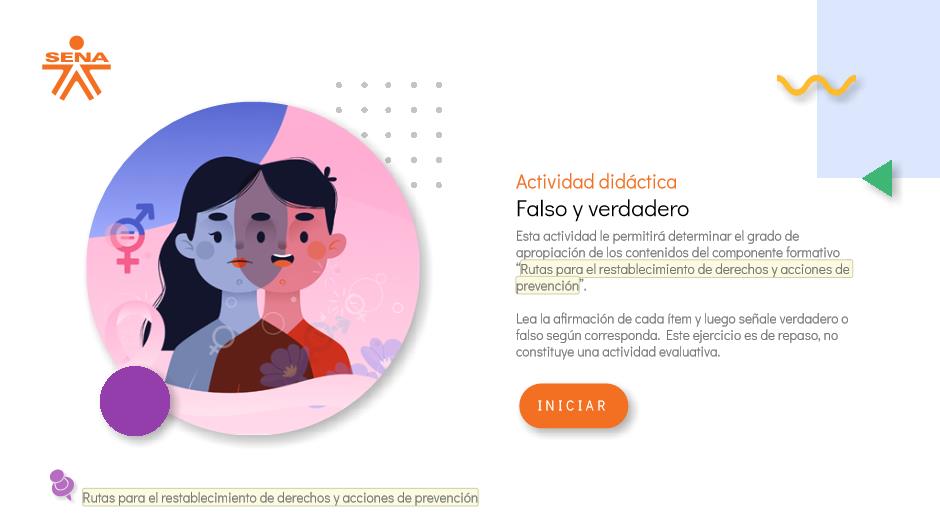 SENA
Actividad didáctica
Falso y verdadero
Esta actividad le permitirá determinar el grado de
apropiación de los contenidos del componente formativo
“Rutas para el restablecimiento de derechos y acciones de
prevención”.
Lea la afirmación de cada ítem y luego señale verdadero o
falso según corresponda. Este ejercicio es de repaso, no
constituye una actividad evaluativa.
INICIAR
Rutas para el restablecimiento de derechos y acciones de prevención